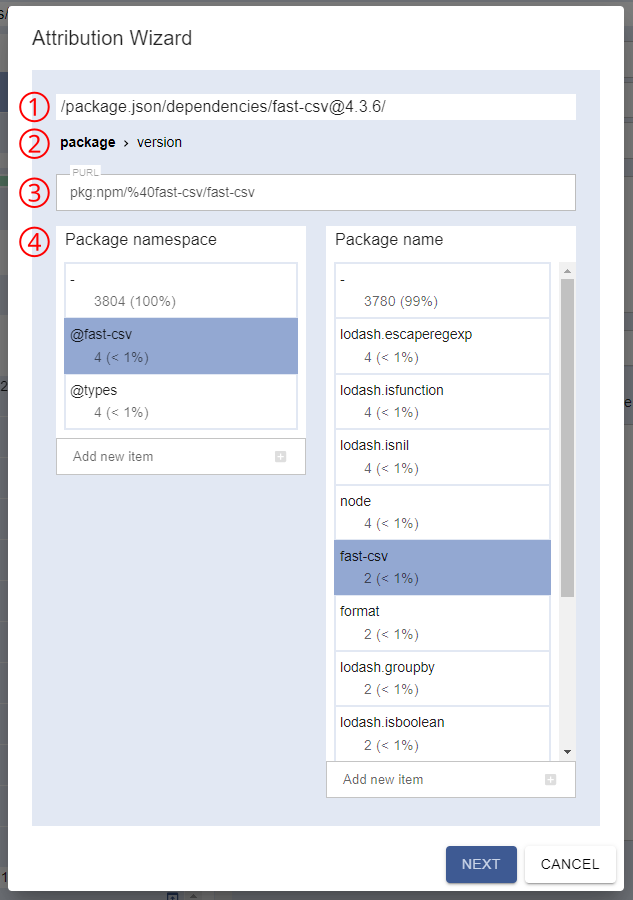 Attribution Wizard
1 /package.json/dependencies/fast-csv@4.3.6/
2 package › version
PURL
3 pkg:npm/%40fast-csv/fast-csv
4 Package namespace
-
3804 (100%)
@fast-csv
4 (< 1%)
@types
4 (< 1%)
Add new item
Package name
-
3780 (99%)
lodash.escaperegexp
4 (< 1%)
lodash.isfunction
4 (< 1%)
lodash.isnil
4 (< 1%)
node
4 (< 1%)
fast-csv
2 (< 1%)
format
2 (< 1%)
lodash.groupby
2 (< 1%)
lodash.isboolean
2 (< 1%)
Add new item
NEXT CANCEL